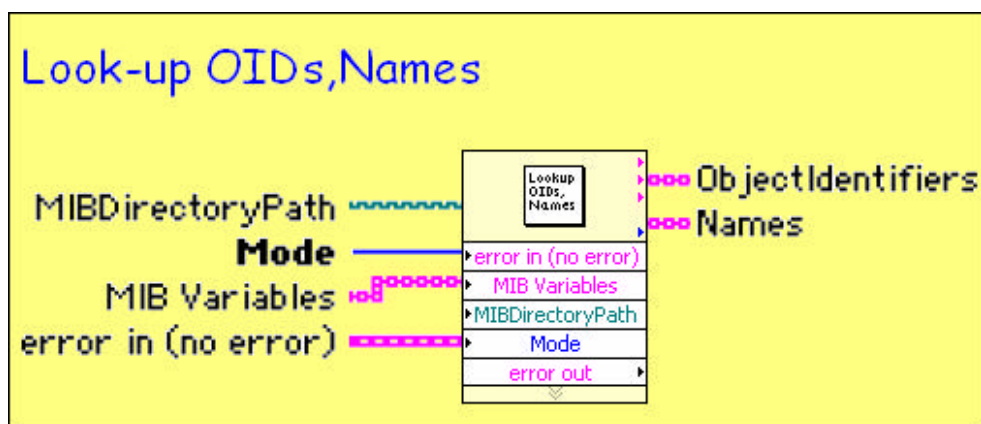 Look-up OIDs,Names
MIBDirectoryPath
Mode
MIB Variables
error in (no error)
Lookup
OIDs,
Names
error in (no error)
MIB Variables
MIBDirectoryPath
Mode
error out
ObjectIdentifiers
Names